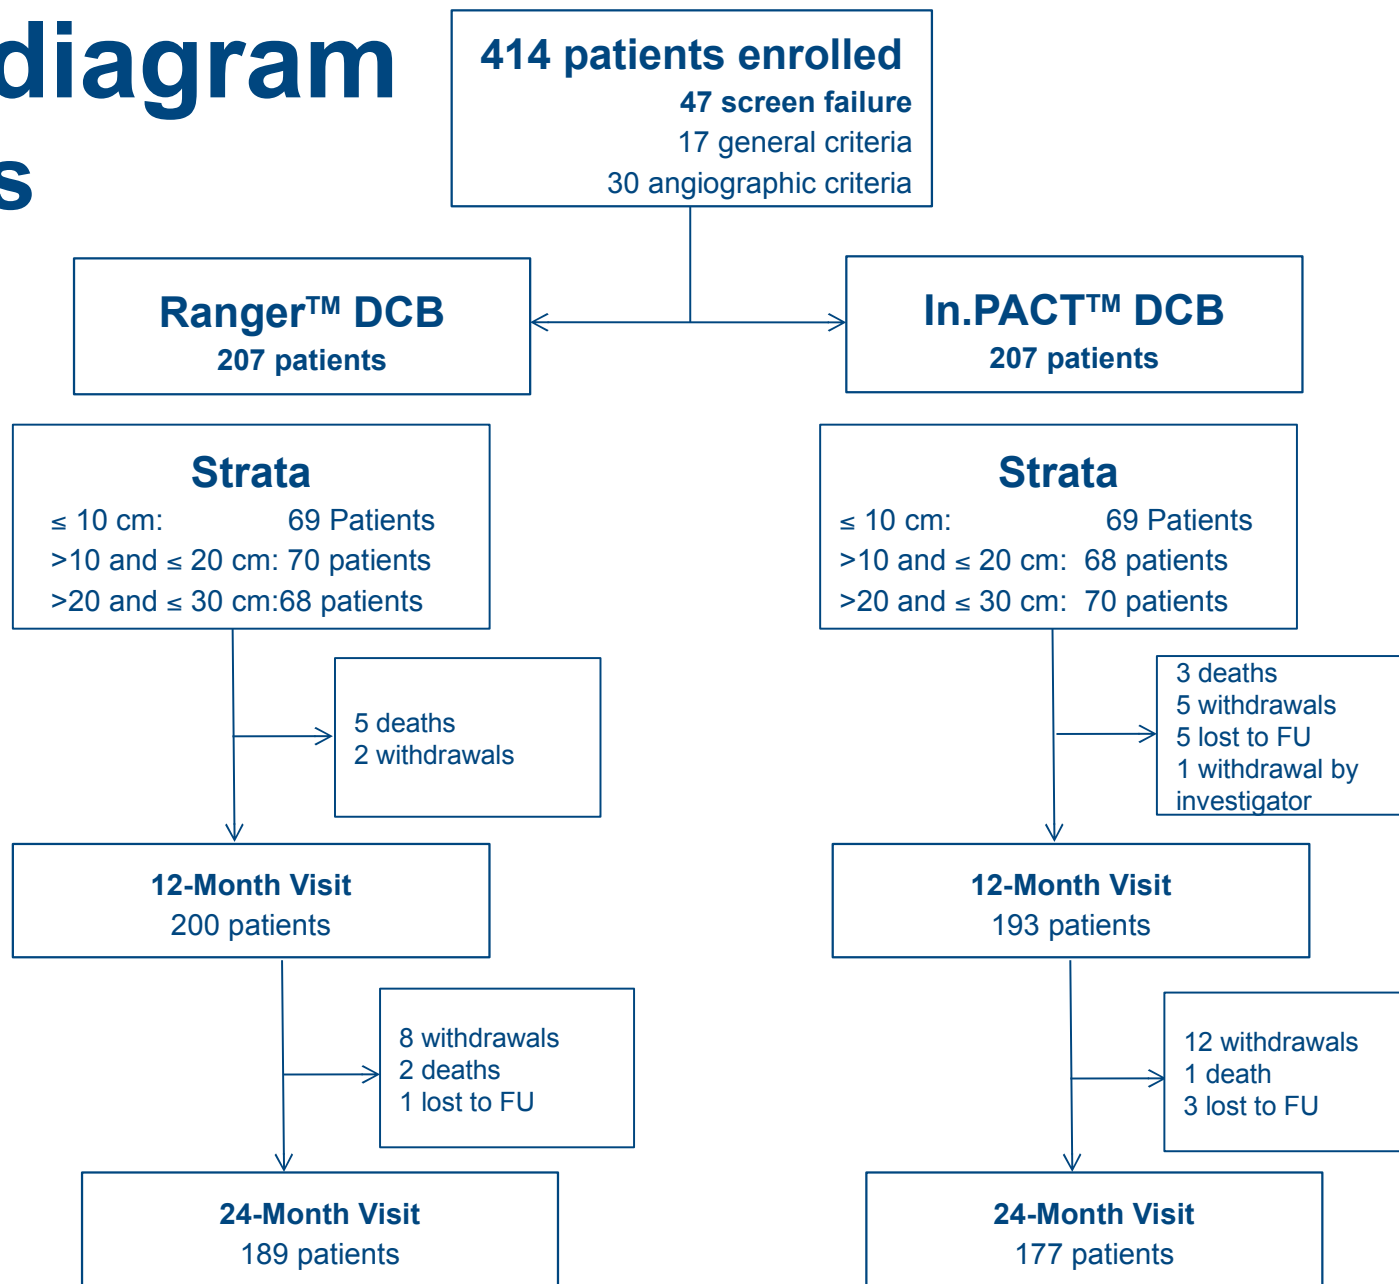 diagram
s
414 patients enrolled
47 screen failure
17 general criteria
30 angiographic criteria
Ranger™ DCB
207 patients
In.PACT™ DCB
207 patients
Strata
≤ 10 cm: 69 Patients
>10 and ≤ 20 cm: 70 patients
>20 and ≤ 30 cm:68 patients
Strata
≤ 10 cm: 69 Patients
>10 and ≤ 20 cm: 68 patients
>20 and ≤ 30 cm: 70 patients
5 deaths
2 withdrawals
3 deaths
5 withdrawals
5 lost to FU
1 withdrawal by
investigator
12-Month Visit
200 patients
12-Month Visit
193 patients
8 withdrawals
2 deaths
1 lost to FU
12 withdrawals
1 death
3 lost to FU
24-Month Visit
189 patients
24-Month Visit
177 patients